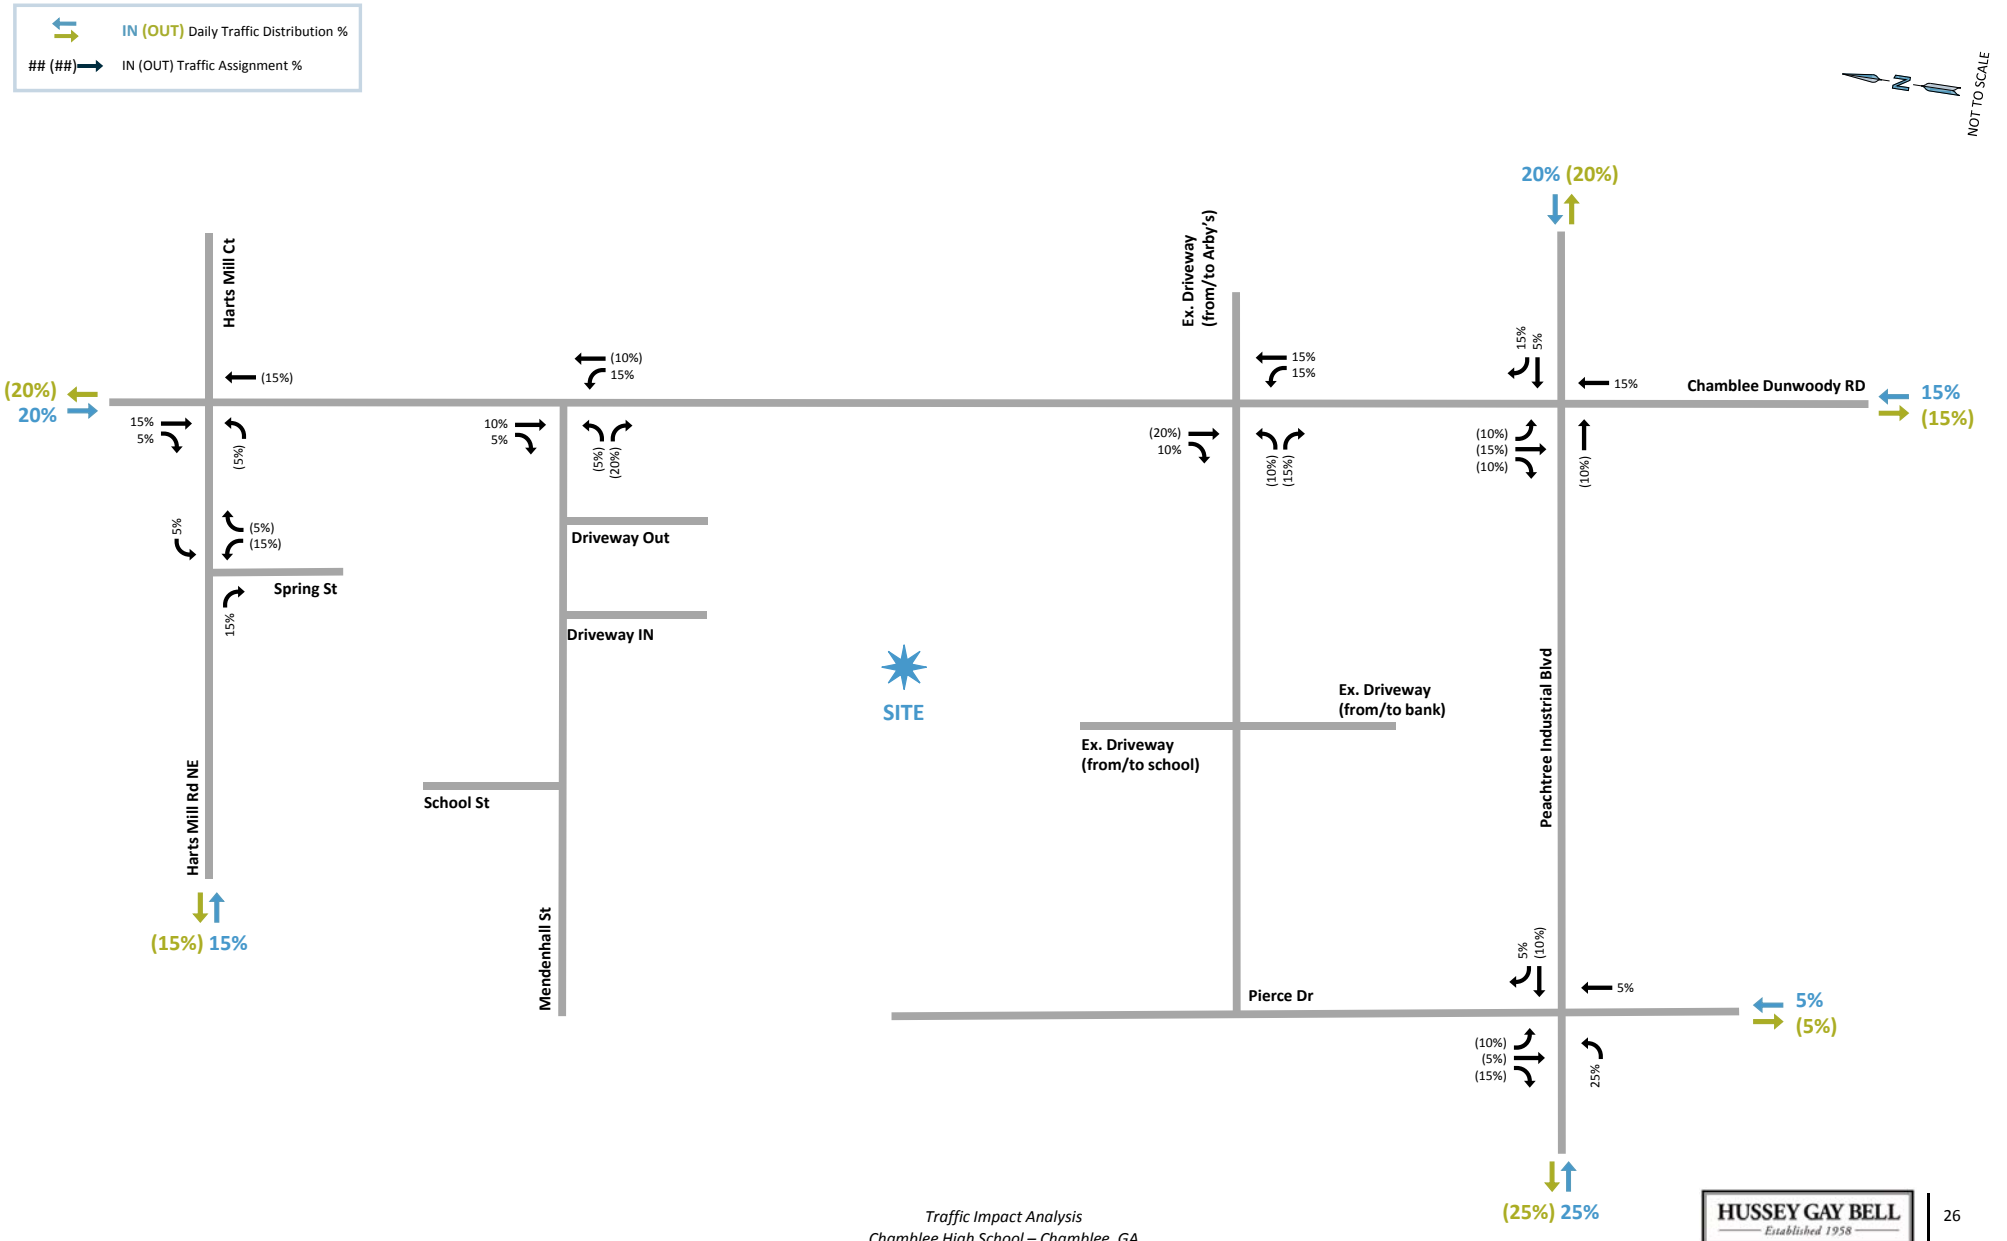 IN (OUT) Daily Traffic Distribution %
## (##) IN (OUT) Traffic Assignment %
N
NOT TO SCALE
20% (20%)
Harts Mill Ct
Ex. Driveway
(from/to Arby's)
(20%)
20%
(15%)
15%
5%
(5%)
(10%)
15%
10%
5%
(5%)
(20%)
15%
15%
(20%)
10%
(10%)
(15%)
15%
5%
15%
(10%)
(15%)
(10%)
(10%)
Chamblee Dunwoody RD
15%
(15%)
5%
(5%)
(15%)
Spring St
15%
Driveway Out
Driveway IN
SITE
Ex. Driveway
(from/to bank)
Ex. Driveway
(from/to school)
Peachtree Industrial Blvd
School St
Harts Mill Rd NE
(15%) 15%
Mendenhall St
Pierce Dr
5%
(10%)
5%
5%
(5%)
(10%)
(5%)
(15%)
25%
(25%) 25%
Traffic Impact Analysis
Chamblee High School – Chamblee, GA
HUSSEY GAY BELL
Established 1958
26